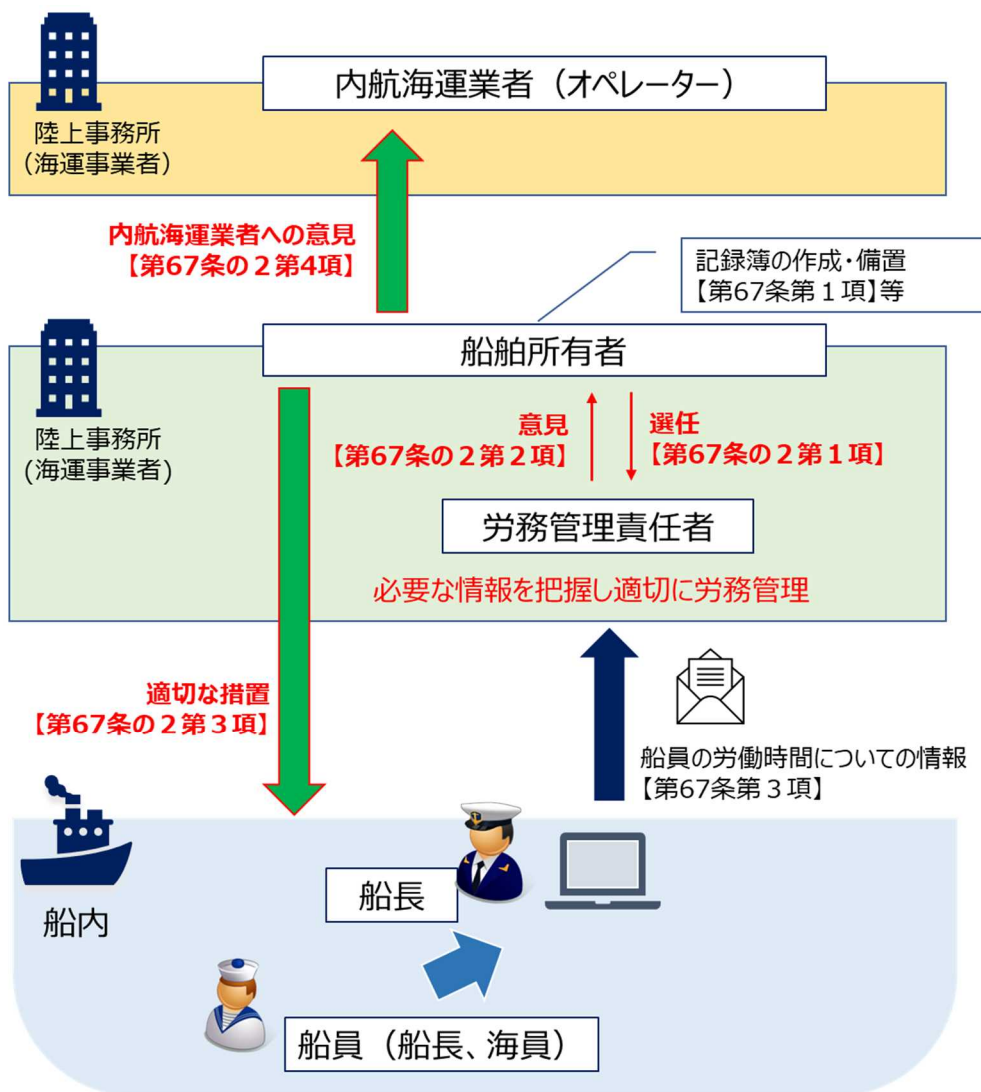 内航海運業者（オペレーター）
陸上事務所
（海運事業者）
内航海運業者への意見
【第67条の２第4項】
記録簿の作成・備置
【第67条第１項】等
船舶所有者
陸上事務所
(海運事業者)
意見
【第67条の２第２項】
選任
【第67条の２第１項】
労務管理責任者
必要な情報を把握し適切に労務管理
適切な措置
【第67条の２第３項】
船員の労働時間についての情報
【第67条第３項】
船内
船長
船員（船長、海員）